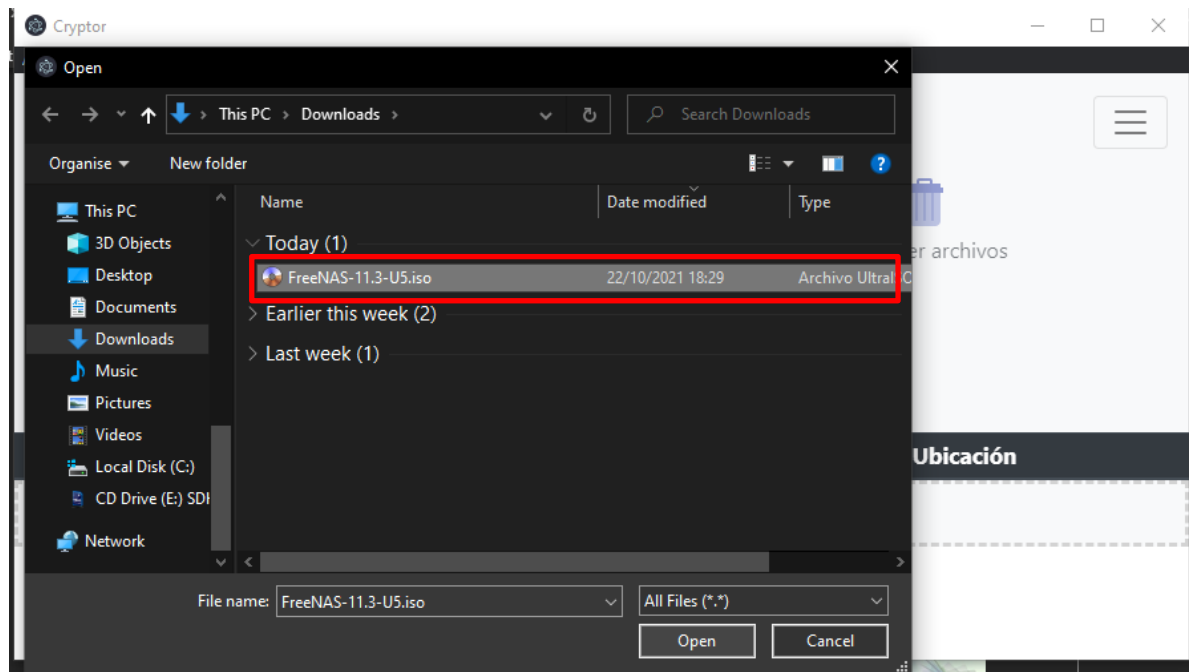 Cryptor
Open
This PC > Downloads >
Search Downloads
Organise
New folder
Name
Date modified
Type
This PC
3D Objects
Desktop
Documents
Downloads
Music
Pictures
Videos
Local Disk (C:)
CD Drive (E:)
Network
Today (1)
FreeNAS-11.3-U5.iso 22/10/2021 18:29 Archivo
Earlier this week (2)
Last week (1)
archivos
Ubicación
File name: FreeNAS-11.3-U5.iso
All Files (*.*)
Open
Cancel